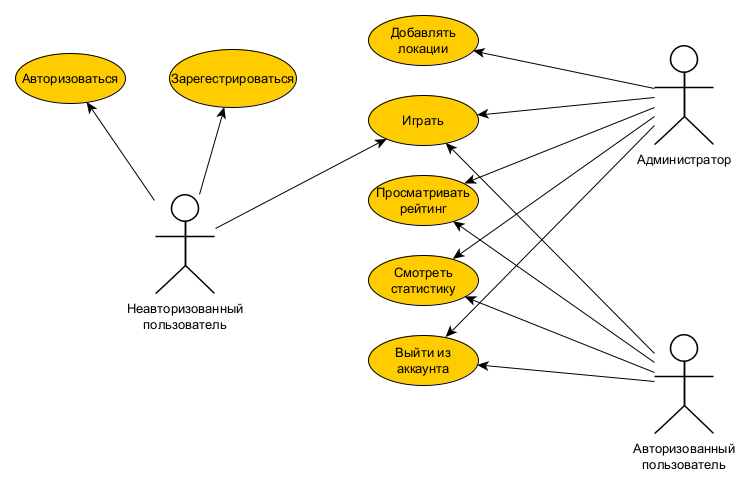 Добавлять
локации
Авторизоваться
Зарегестрироваться
Играть
Администратор
Просматривать
рейтинг
Смотреть
статистику
Неавторизованный
пользователь
Выйти из
аккаунта
Авторизованный
пользователь